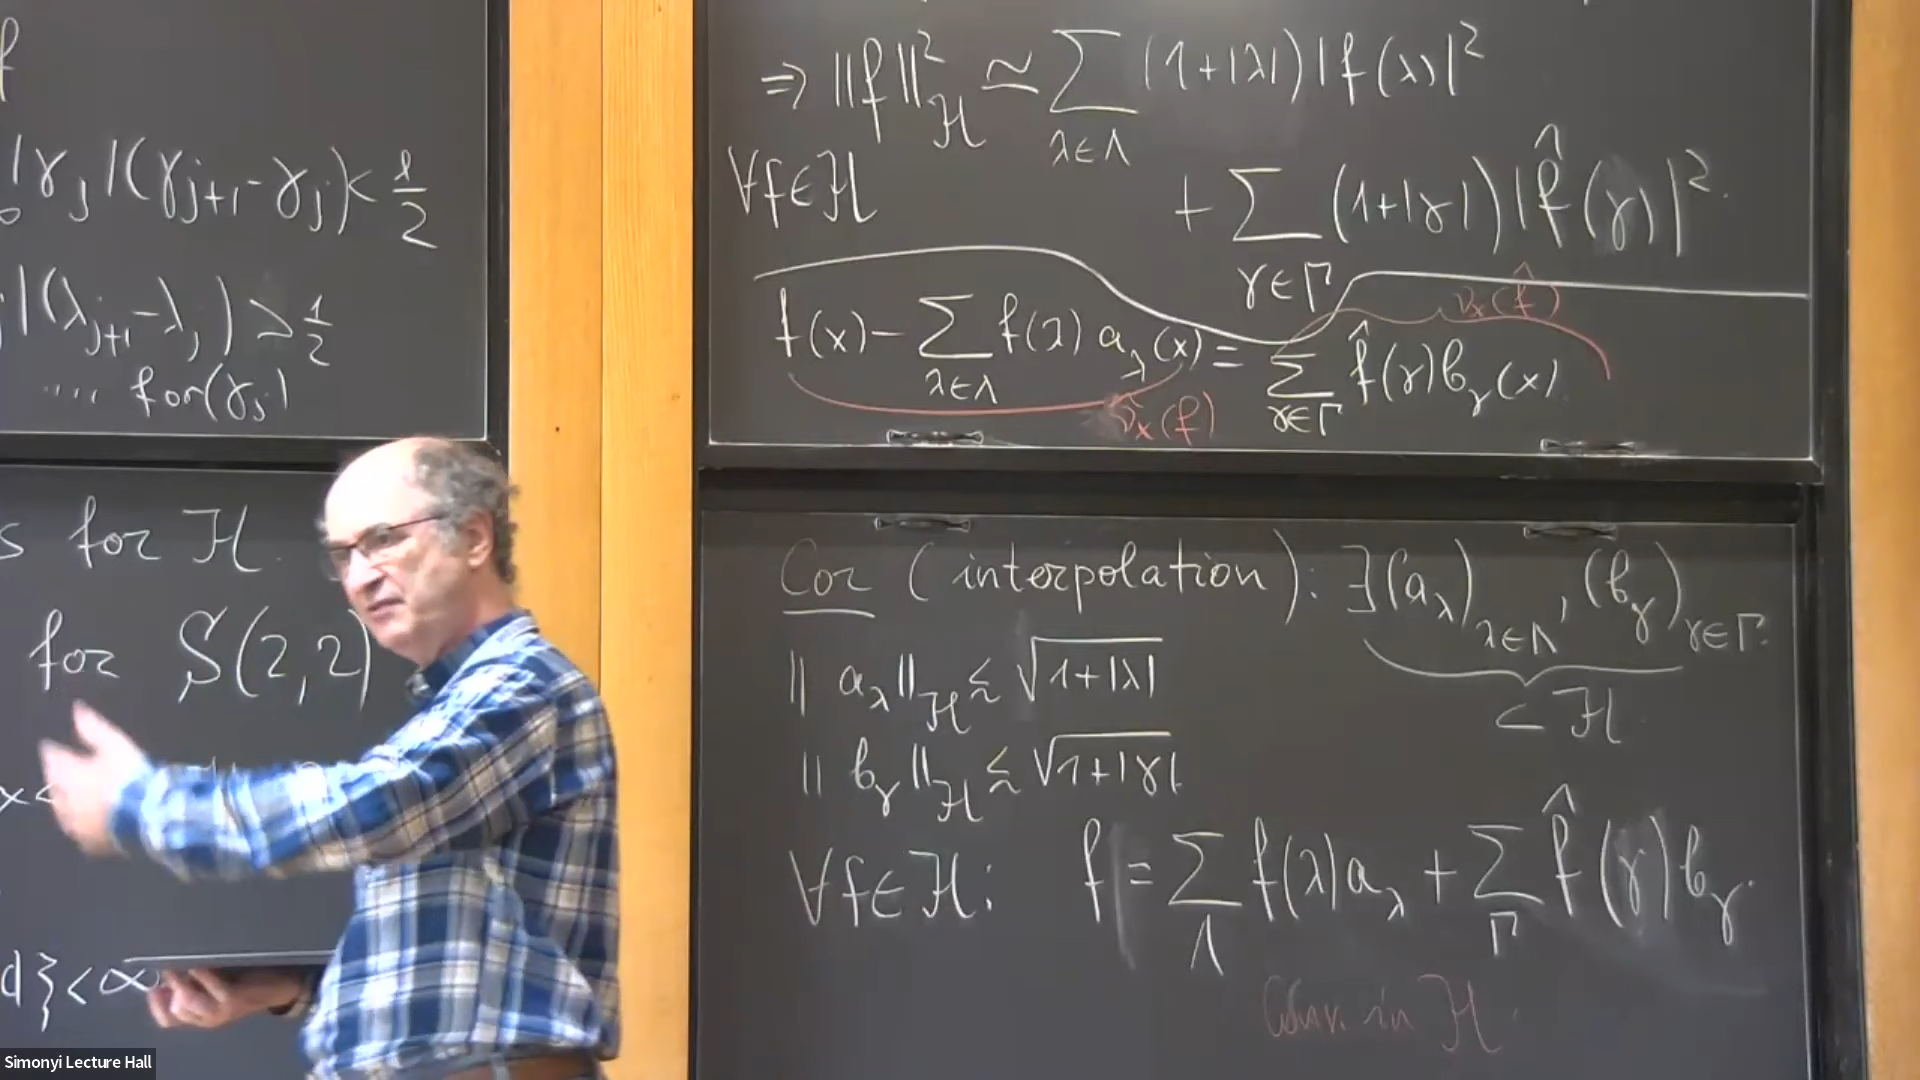 f
|γ_j|(γ_{j+1}-γ_j)<1/2
|(λ_{j+1}-λ_j)>1/2
.... for(γ_j)
s for ℋ.
for S(2,2)
x<
d}<∞
⇒ ‖f‖²_ℋ ≃ ∑_{λ∈Λ} (1+|λ|)|f(λ)|²
∀f∈ℋ
+ ∑_{γ∈Γ} (1+|γ|)|f̂(γ)|².
ν_x(f̂)
f(x)-∑_{λ∈Λ} f(λ)a_λ(x) = ∑_{γ∈Γ} f̂(γ)b_γ(x).
ν_x(f)
Cor (interpolation): ∃(a_λ)_{λ∈Λ}, (b_γ)_{γ∈Γ}.
⊂ ℋ
‖a_λ‖_ℋ ≲ √1+|λ|
‖b_γ‖_ℋ ≲ √1+|γ|
∀f∈ℋ: f=∑_Λ f(λ)a_λ + ∑_Γ f̂(γ)b_γ.
Conv. in ℋ.
Simonyi Lecture Hall